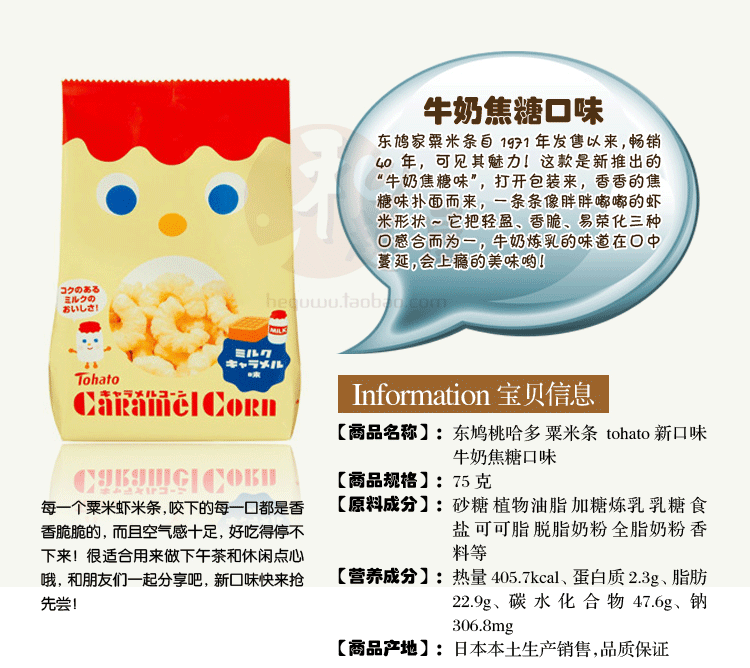 牛奶焦糖口味
东鸠家粟米条自1971年发售以来,畅销
40年，可见其魅力！这款是新推出的
“牛奶焦糖味”，打开包装来，香香的焦
糖味扑面而来，一条条像胖胖嘟嘟的虾
米形状～它把轻盈、香脆、易荣化三种
口感合而为一，牛奶炼乳的味道在口中
蔓延,会上瘾的美味哟！
hequwu.taobao.com
コクのある
ミルクの
おいしさ!
MILK
ミルク
キャラメル
味
Tohato
キャラメルコーン
Caramel Corn
Information 宝贝信息
【商品名称】：东鸠桃哈多 粟米条 tohato 新口味
牛奶焦糖口味
【商品规格】：75 克
【原料成分】：砂糖 植物油脂 加糖炼乳 乳糖 食
盐 可可脂 脱脂奶粉 全脂奶粉 香
料等
【营养成分】：热量 405.7kcal、蛋白质 2.3g、脂肪
22.9g、碳水化合物 47.6g、钠
306.8mg
【商品产地】：日本本土生产销售,品质保证
每一个粟米虾米条,咬下的每一口都是香
香脆脆的，而且空气感十足，好吃得停不
下来！很适合用来做下午茶和休闲点心
哦，和朋友们一起分享吧，新口味快来抢
先尝！